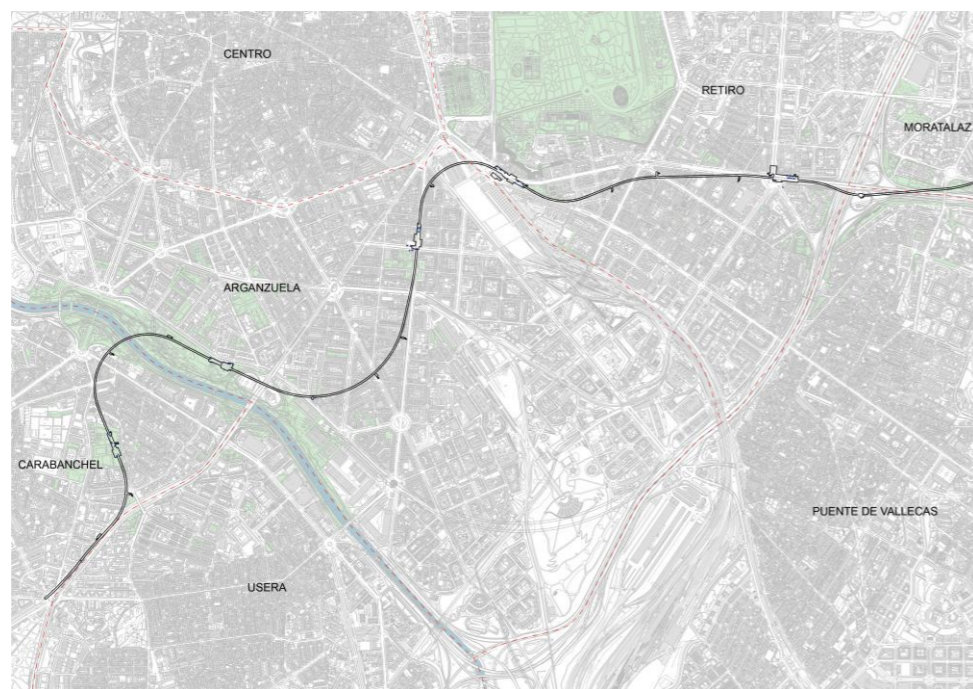 CENTRO
RETIRO
MORATALAZ
ARGANZUELA
CARABANCHEL
PUENTE DE VALLECAS
USERA